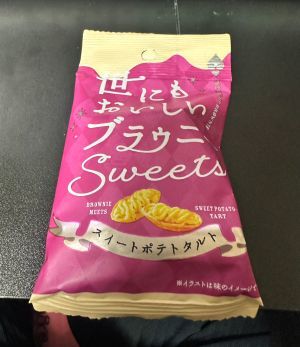 世にも
おいしい
ブラウニー
Sweets
BROWNIE MEETS
SWEET POTATO TART
スイートポテトタルト
※イラストは味のイメージで